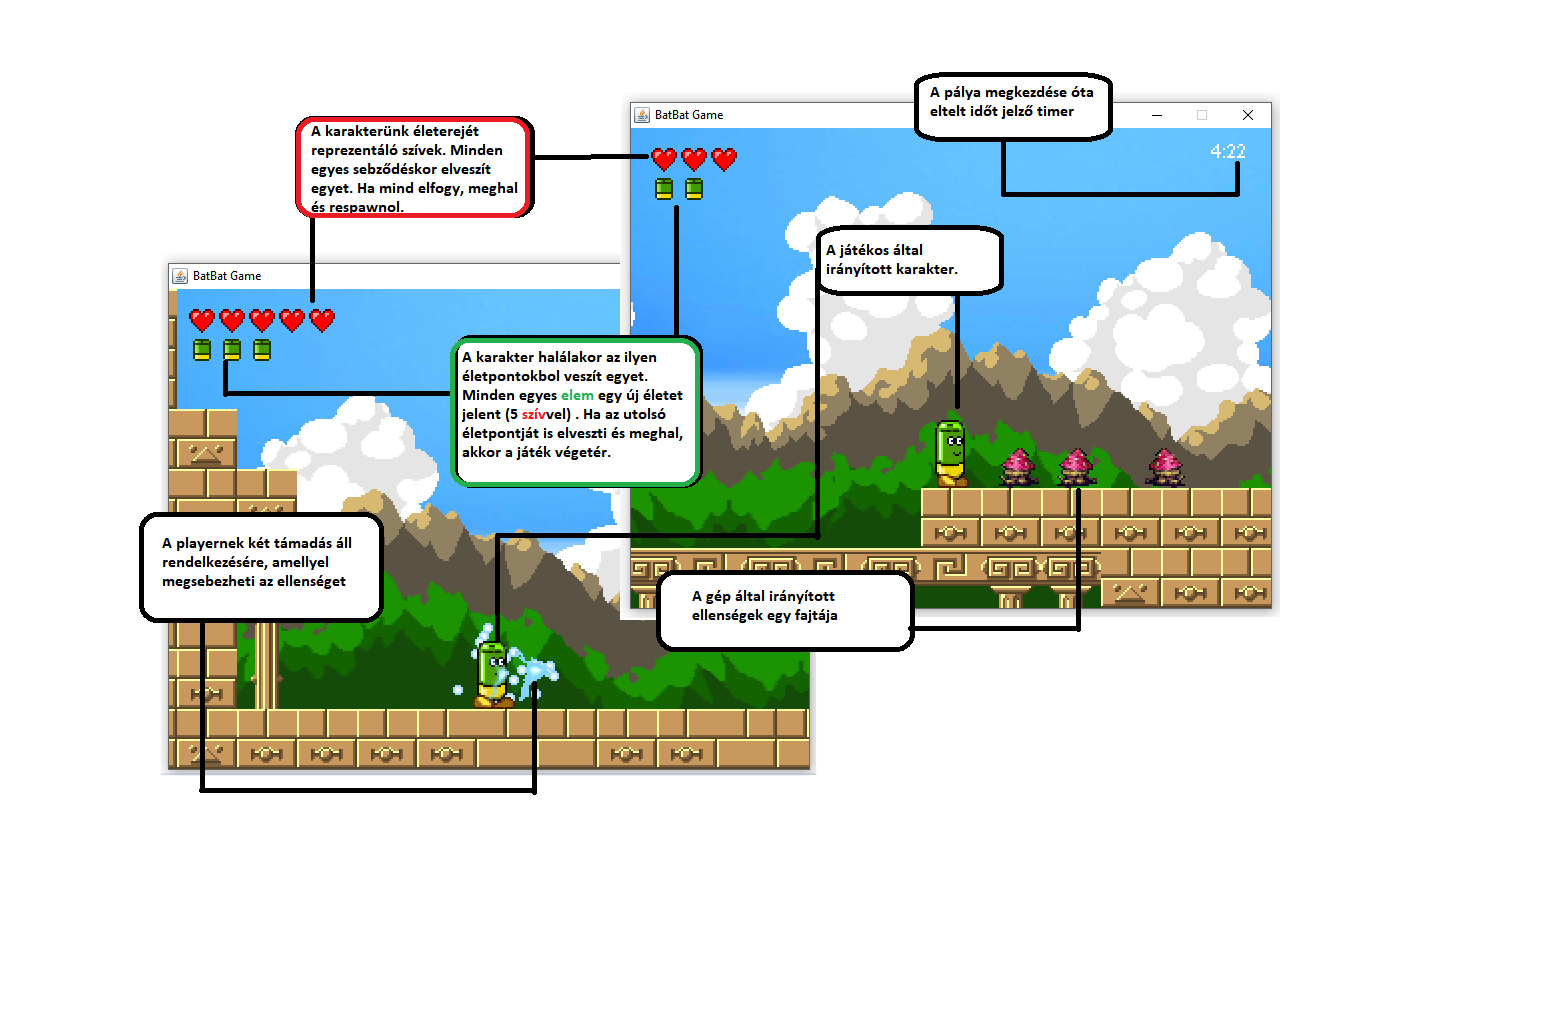 A pálya megkezdése óta
eltelt időt jelző timer
BatBat Game
4:22
A karakterünk életerejét
reprezentáló szívek. Minden
egyes sebződéskor elveszít
egyet. Ha mind elfogy, meghal
és respawnol.
A játékos által
irányított karakter.
BatBat Game
A karakter halálakor az ilyen
életpontokbol veszít egyet.
Minden egyes elem egy új életet
jelent (5 szívvel) . Ha az utolsó
életpontját is elveszti és meghal,
akkor a játék végetér.
A playernek két támadás áll
rendelkezésére, amellyel
megsebezheti az ellenséget
A gép által irányított
ellenségek egy fajtája